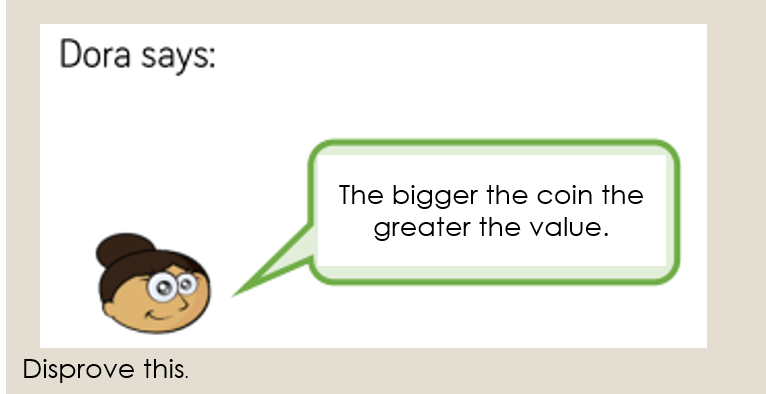 Dora says:
The bigger the coin the
greater the value.
Disprove this.